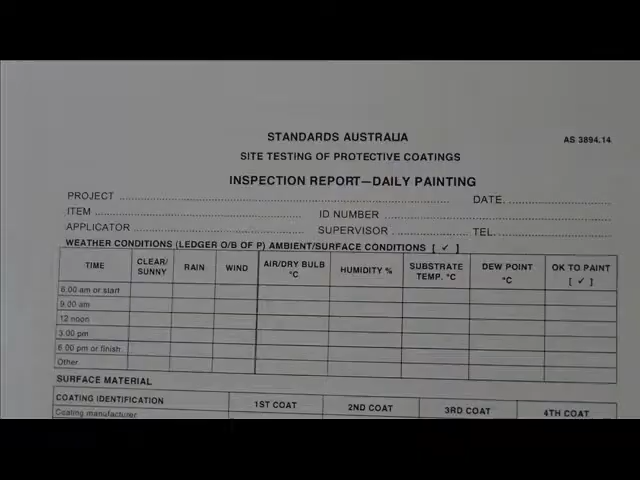 STANDARDS AUSTRALIA
AS 3894.14
SITE TESTING OF PROTECTIVE COATINGS
INSPECTION REPORT—DAILY PAINTING
PROJECT ........ DATE ........
ITEM ........ ID NUMBER ........
APPLICATOR ........ SUPERVISOR ........ TEL ........
WEATHER CONDITIONS (LEDGER O/B OF P) AMBIENT/SURFACE CONDITIONS [ ✓ ]
TIME CLEAR/ SUNNY RAIN WIND AIR/DRY BULB °C HUMIDITY % SUBSTRATE TEMP. °C DEW POINT °C OK TO PAINT [ ✓ ]
6.00 am or start
9.00 am
12 noon
3.00 pm
6.00 pm or finish
Other
SURFACE MATERIAL
COATING IDENTIFICATION 1ST COAT 2ND COAT 3RD COAT 4TH COAT
Coating manufacturer